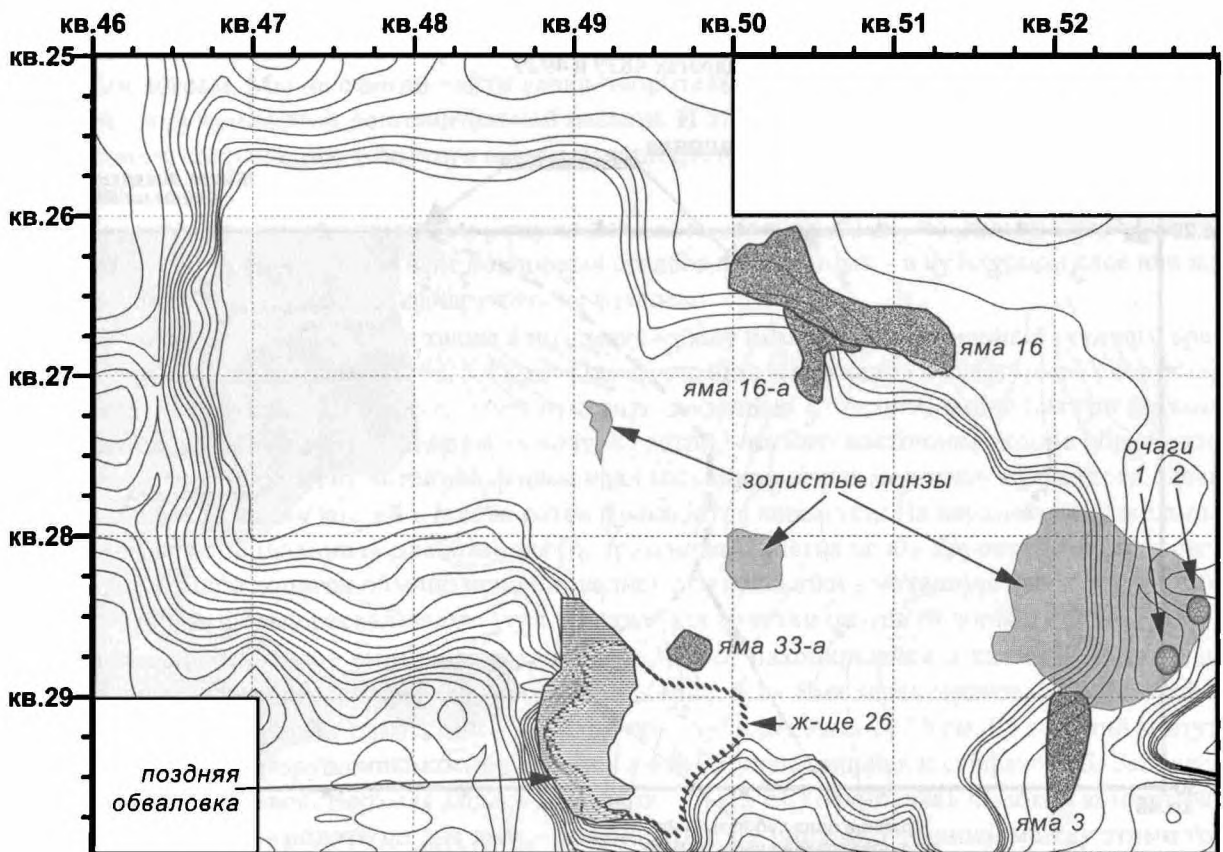 кв.46 кв.47 кв.48 кв.49 кв.50 кв.51 кв.52
кв.25
кв.26
яма 16
кв.27
яма 16-а
очаги
1 2
золистые линзы
кв.28
яма 33-а
кв.29
ж-ще 26
поздняя
обваловка
яма 3